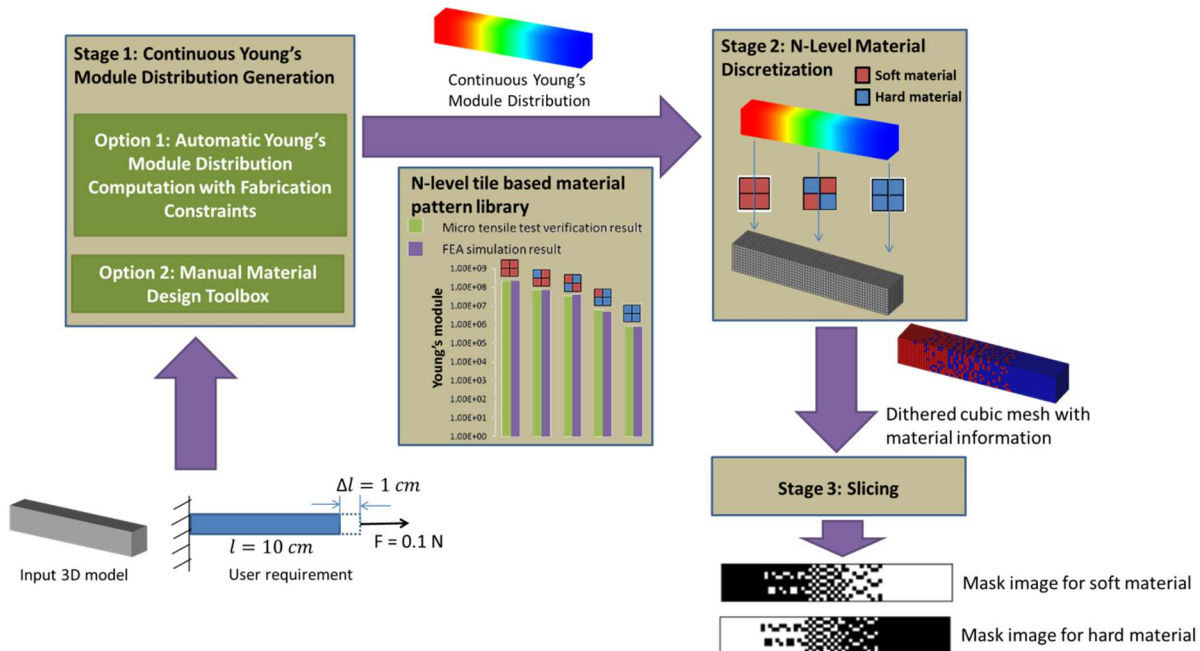 Stage 1: Continuous Young's
Module Distribution Generation
Option 1: Automatic Young's
Module Distribution
Computation with Fabrication
Constraints
Option 2: Manual Material
Design Toolbox
Continuous Young's
Module Distribution
N-level tile based material
pattern library
Micro tensile test verification result
FEA simulation result
Young's module
1.00E+09
1.00E+08
1.00E+07
1.00E+06
1.00E+05
1.00E+04
1.00E+03
1.00E+02
1.00E+01
1.00E+00
Stage 2: N-Level Material
Discretization
Soft material
Hard material
Dithered cubic mesh with
material information
Stage 3: Slicing
Mask image for soft material
Mask image for hard material
Δl = 1 cm
F = 0.1 N
l = 10 cm
Input 3D model
User requirement